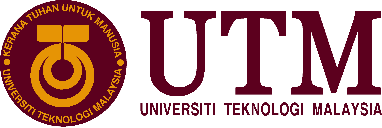 KERANA TUHAN UNTUK MANUSIA
UNIVERSITI TEKNOLOGI MALAYSIA
UTM
UNIVERSITI TEKNOLOGI MALAYSIA